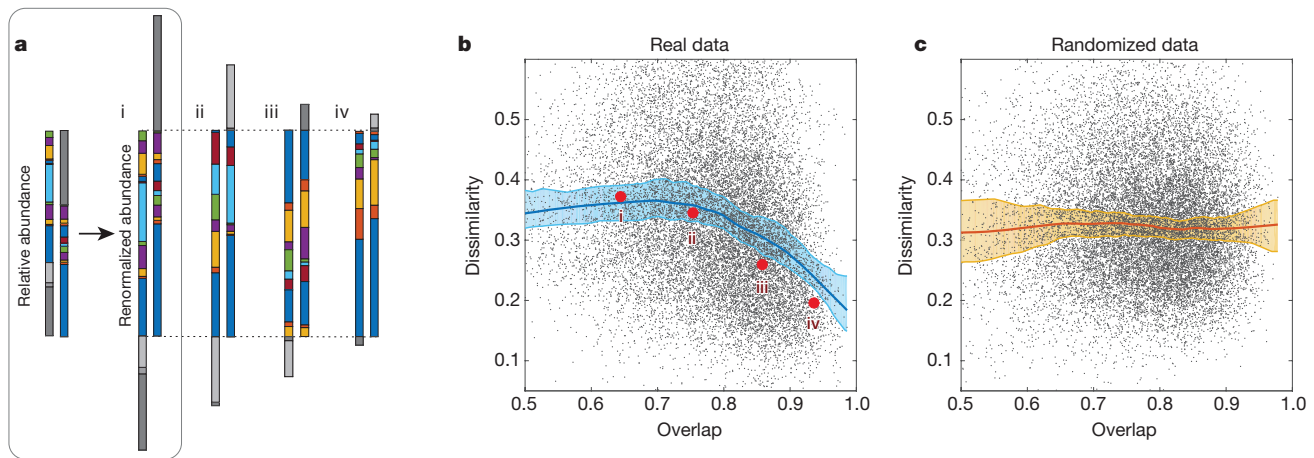 a
i
ii
iii
iv
Relative abundance
Renormalized abundance
b
Real data
Dissimilarity
0.5
0.4
0.3
0.2
0.1
i
ii
iii
iv
0.5 0.6 0.7 0.8 0.9 1.0
Overlap
c
Randomized data
Dissimilarity
0.5
0.4
0.3
0.2
0.1
0.5 0.6 0.7 0.8 0.9 1.0
Overlap